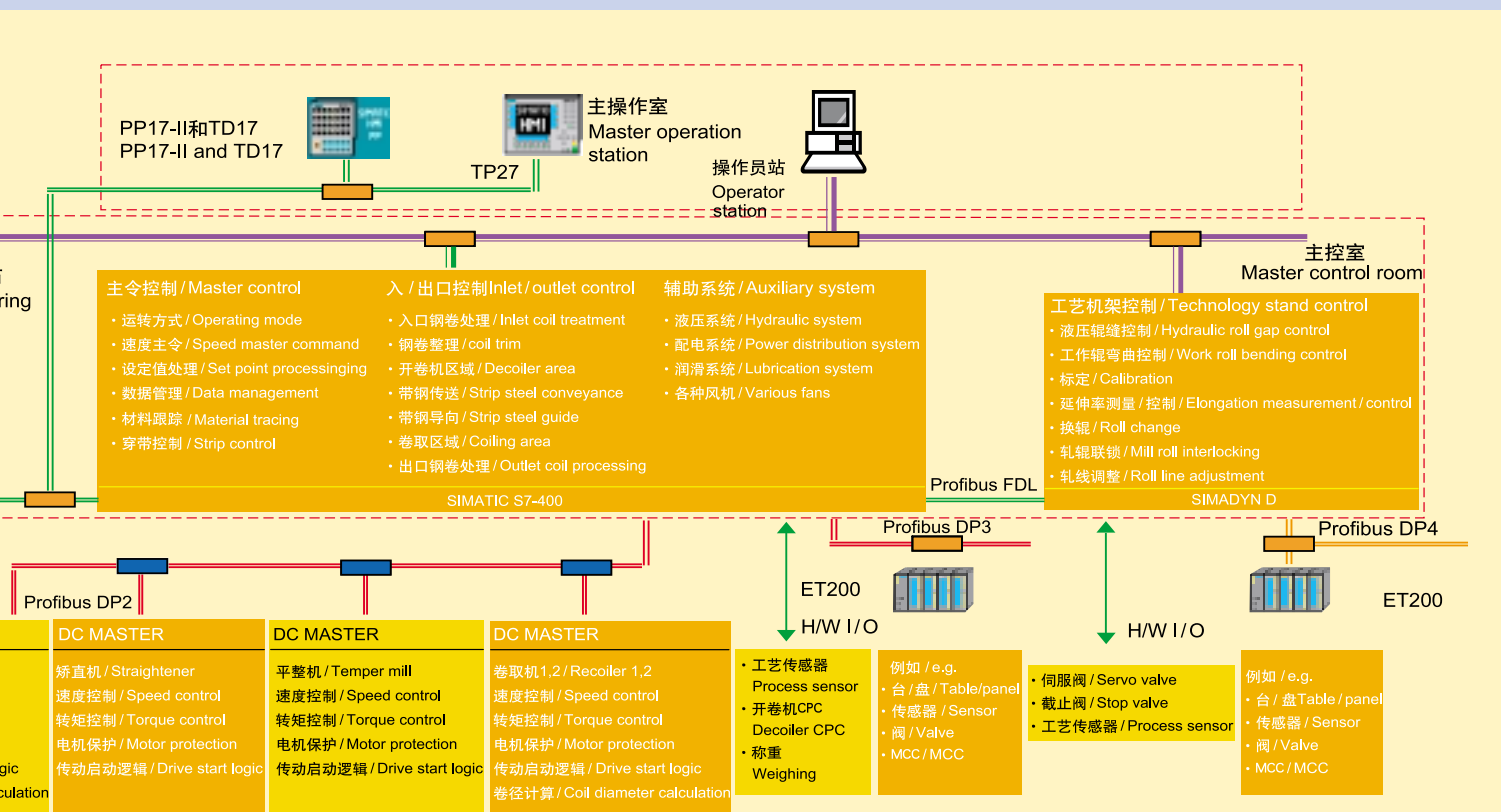 PP17-II和TD17
PP17-II and TD17
主操作室
Master operation
station
TP27
HMI
操作员站
Operator
station
主控室
Master control room
ring
主令控制/Master control
·运转方式/Operating mode
·速度主令/Speed master command
·设定值处理/Set point processinging
·数据管理/Data management
·材料跟踪/Material tracing
·穿带控制/Strip control
入/出口控制Inlet/outlet control
·入口钢卷处理/Inlet coil treatment
·钢卷整理/coil trim
·开卷机区域/Decoiler area
·带钢传送/Strip steel conveyance
·带钢导向/Strip steel guide
·卷取区域/Coiling area
·出口钢卷处理/Outlet coil processing
辅助系统/Auxiliary system
·液压系统/Hydraulic system
·配电系统/Power distribution system
·润滑系统/Lubrication system
·各种风机/Various fans
SIMATIC S7-400
Profibus FDL
工艺机架控制/Technology stand control
·液压辊缝控制/Hydraulic roll gap control
·工作辊弯曲控制/Work roll bending control
·标定/Calibration
·延伸率测量/控制/Elongation measurement/control
·换辊/Roll change
·轧辊联锁/Mill roll interlocking
·轧线调整/Roll line adjustment
SIMADYN D
Profibus DP3
Profibus DP4
Profibus DP2
ET200
H/W I/O
H/W I/O
ET200
gic
culation
DC MASTER
矫直机/Straightener
速度控制/Speed control
转矩控制/Torque control
电机保护/Motor protection
传动启动逻辑/Drive start logic
DC MASTER
平整机/Temper mill
速度控制/Speed control
转矩控制/Torque control
电机保护/Motor protection
传动启动逻辑/Drive start logic
DC MASTER
卷取机1,2/Recoiler 1,2
速度控制/Speed control
转矩控制/Torque control
电机保护/Motor protection
传动启动逻辑/Drive start logic
卷径计算/Coil diameter calculation
·工艺传感器
Process sensor
·开卷机CPC
Decoiler CPC
·称重
Weighing
例如/e.g.
·台/盘/Table/panel
·传感器/Sensor
·阀/Valve
·MCC/MCC
·伺服阀/Servo valve
·截止阀/Stop valve
·工艺传感器/Process sensor
例如/e.g.
·台/盘Table/panel
·传感器/Sensor
·阀/Valve
·MCC/MCC